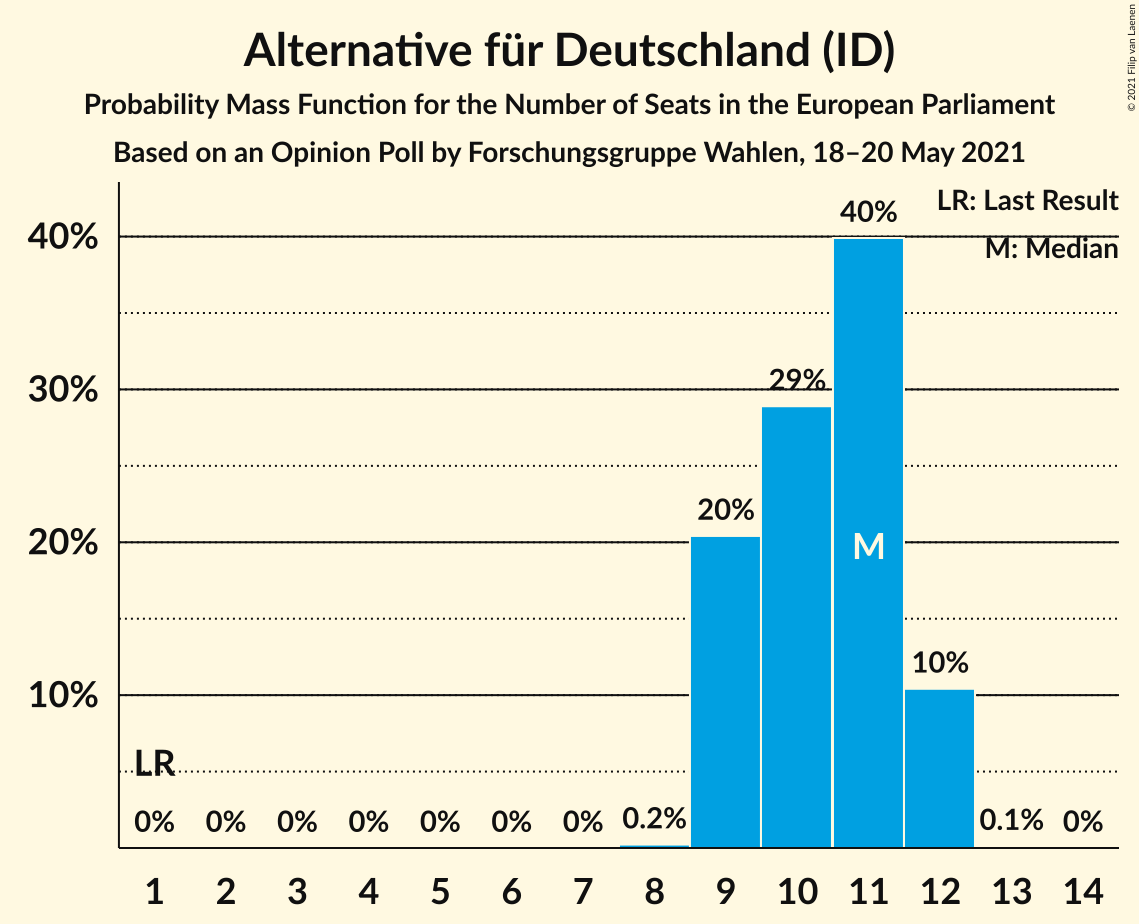 Alternative für Deutschland (ID)
Probability Mass Function for the Number of Seats in the European Parliament
Based on an Opinion Poll by Forschungsgruppe Wahlen, 18–20 May 2021
© 2021 Filip van Laenen
LR: Last Result
M: Median
40%
30%
20%
10%
40%
29%
20%
M
10%
LR
0% 0% 0% 0% 0% 0% 0% 0.2% 0.1% 0%
1 2 3 4 5 6 7 8 9 10 11 12 13 14